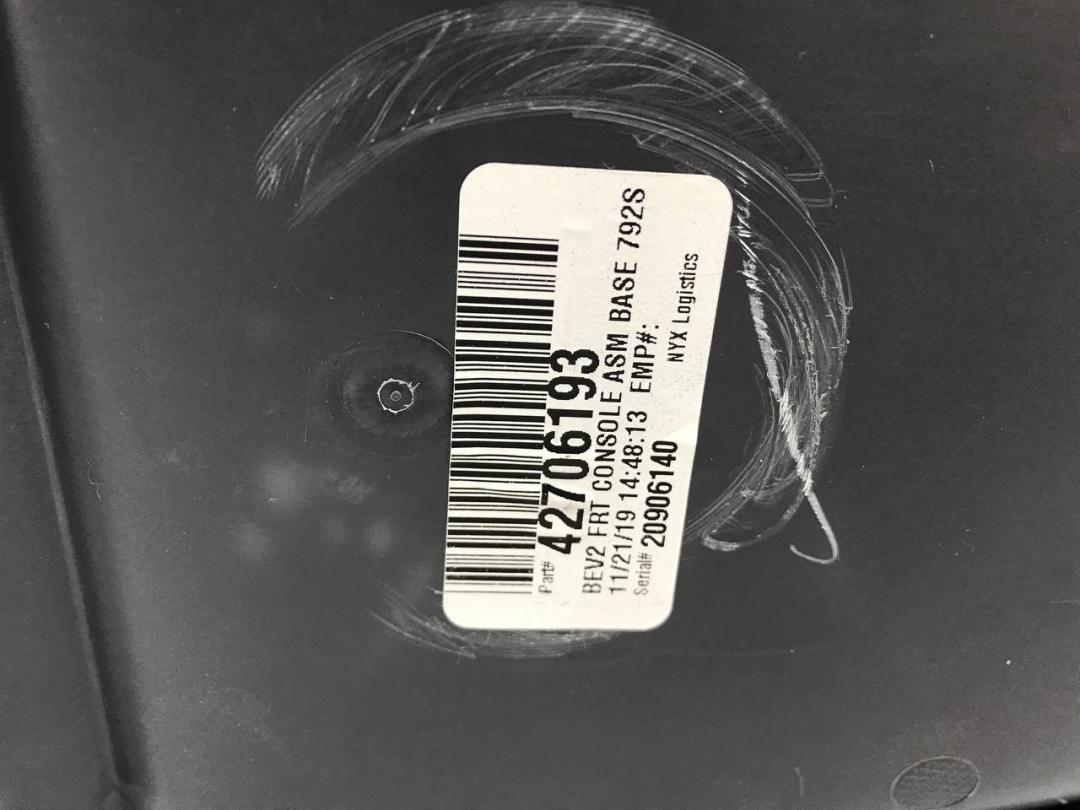 Part# 42706193
BEV2 FRT CONSOLE ASM BASE 792S
11/21/19 14:48:13 EMP#:
Serial# 20906140
NYX Logistics